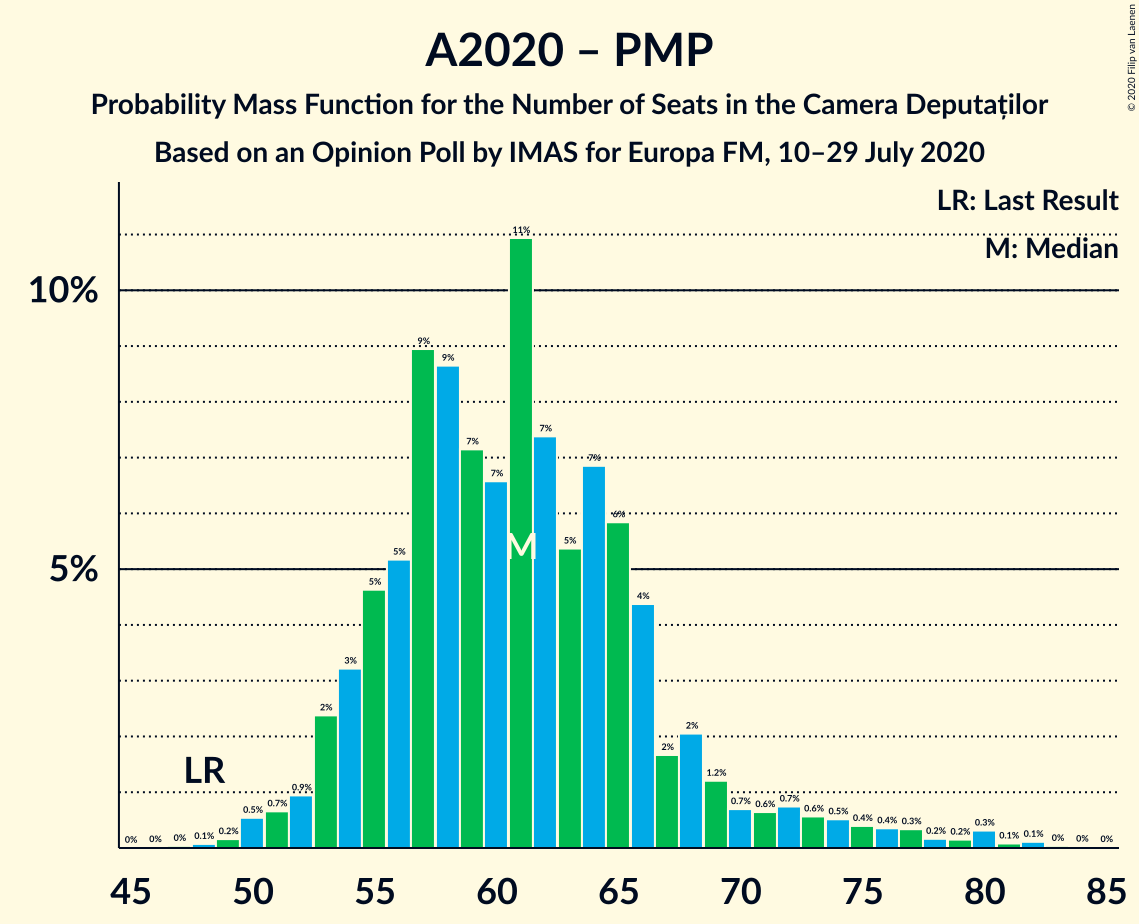 A2020 – PMP
Probability Mass Function for the Number of Seats in the Camera Deputaților
Based on an Opinion Poll by IMAS for Europa FM, 10–29 July 2020
© 2020 Filip van Laenen
LR: Last Result
M: Median
10%
5%
0% 0% 0% 0.1% 0.2% 0.5% 0.7% 0.9% 2% 3% 5% 5% 9% 9% 7% 7% 11% 7% 5% 7% 6% 4% 2% 2% 1.2% 0.7% 0.6% 0.7% 0.6% 0.5% 0.4% 0.4% 0.3% 0.2% 0.2% 0.3% 0.1% 0.1% 0% 0% 0%
M
LR
45 50 55 60 65 70 75 80 85